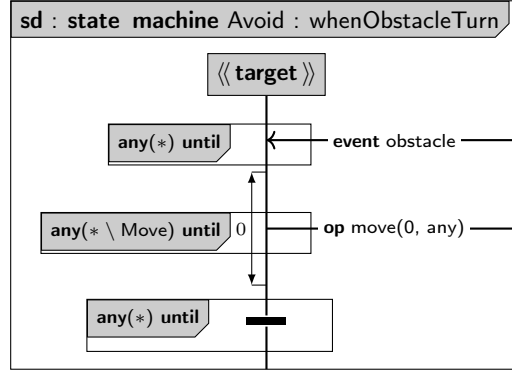 sd : state machine Avoid : whenObstacleTurn
⟪ target ⟫
any(∗) until
event obstacle
any(∗ \ Move) until
0
op move(0, any)
any(∗) until